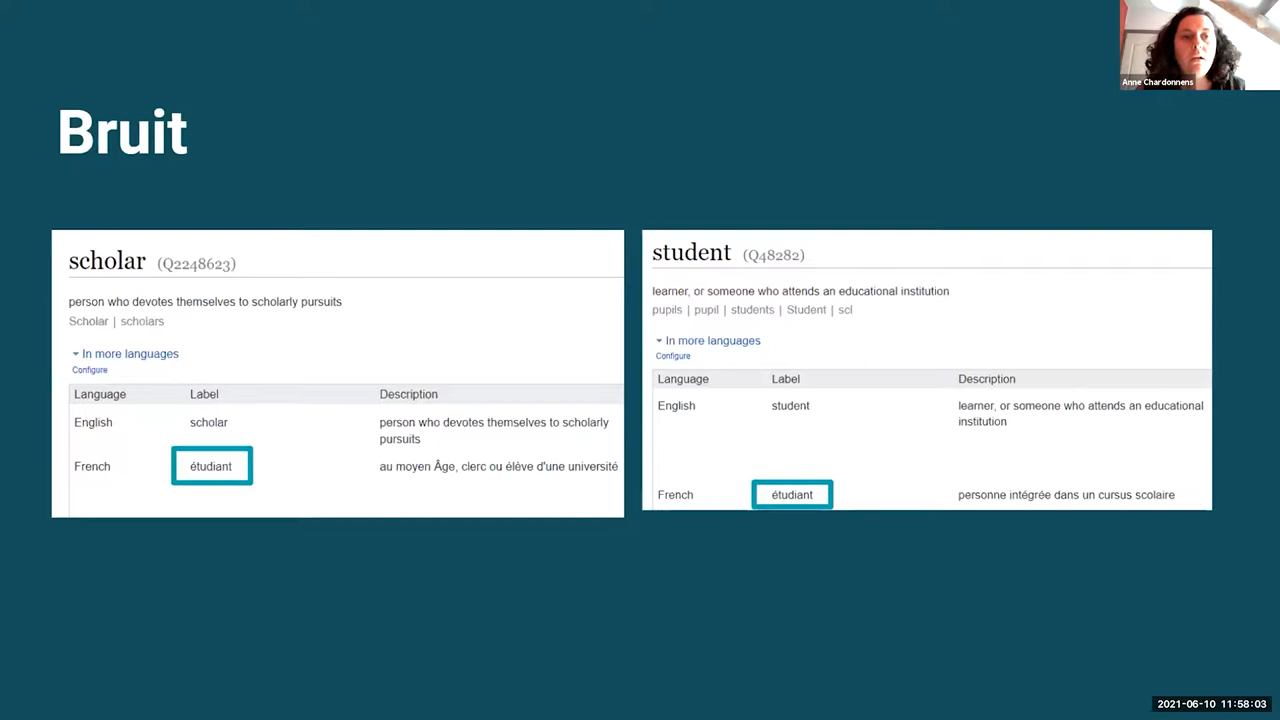 Anne Chardonnens
Bruit
scholar (Q2248623)
person who devotes themselves to scholarly pursuits
Scholar | scholars
In more languages
Configure
Language Label Description
English scholar person who devotes themselves to scholarly
pursuits
French étudiant au moyen Âge, clerc ou élève d'une université
student (Q48282)
learner, or someone who attends an educational institution
pupils | pupil | students | Student | scl
In more languages
Configure
Language Label Description
English student learner, or someone who attends an educational
institution
French étudiant personne intégrée dans un cursus scolaire
2021-06-10 11:58:03